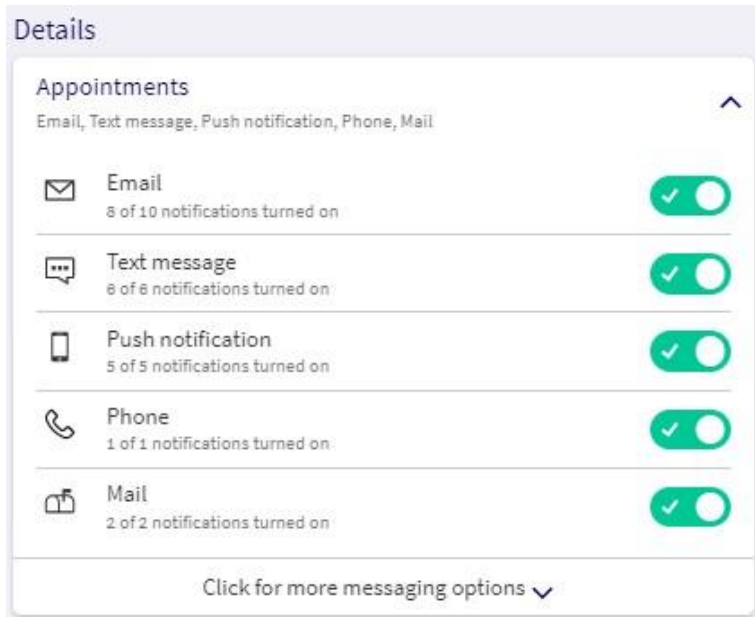 Details
Appointments
Email, Text message, Push notification, Phone, Mail
Email
8 of 10 notifications turned on
Text message
6 of 6 notifications turned on
Push notification
5 of 5 notifications turned on
Phone
1 of 1 notifications turned on
Mail
2 of 2 notifications turned on
Click for more messaging options